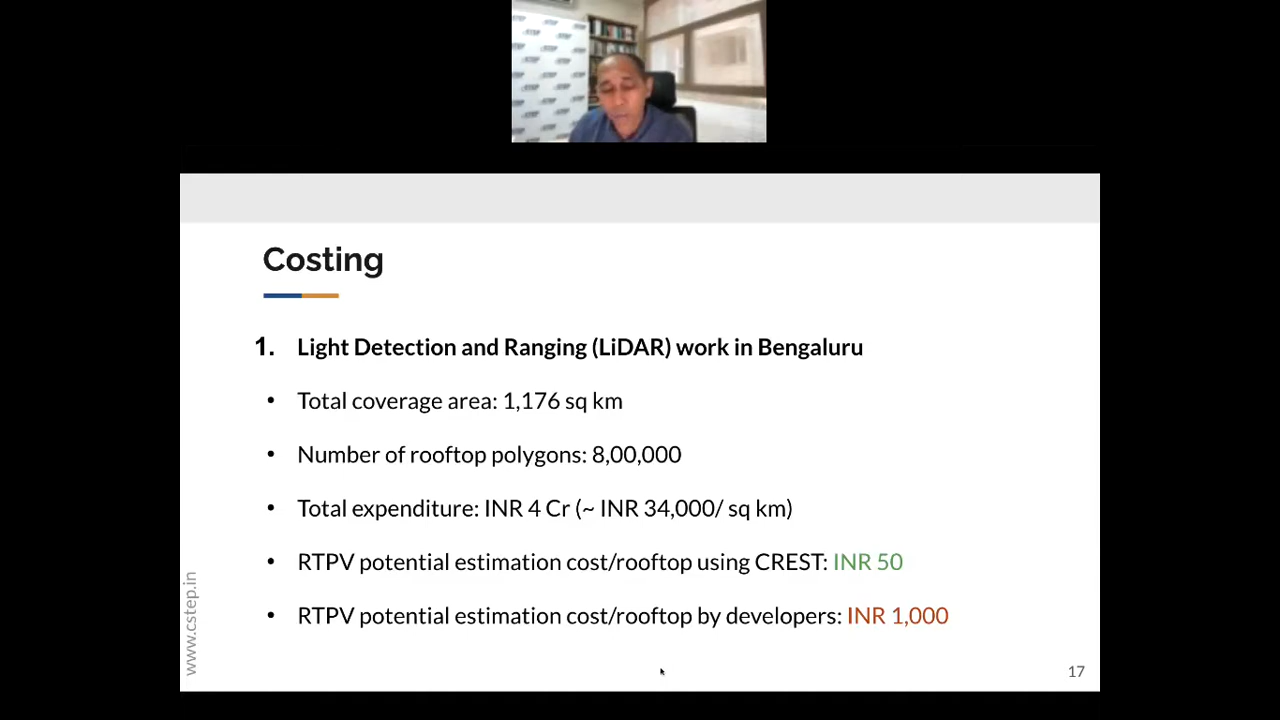 Costing
1. Light Detection and Ranging (LiDAR) work in Bengaluru
• Total coverage area: 1,176 sq km
• Number of rooftop polygons: 8,00,000
• Total expenditure: INR 4 Cr (~ INR 34,000/ sq km)
• RTPV potential estimation cost/rooftop using CREST: INR 50
• RTPV potential estimation cost/rooftop by developers: INR 1,000
www.cstep.in
17